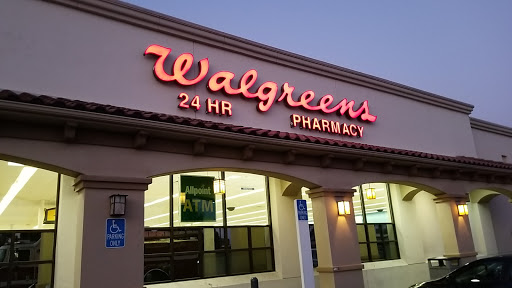 Walgreens
24 HR PHARMACY
Allpoint
ATM
PARKING
ONLY